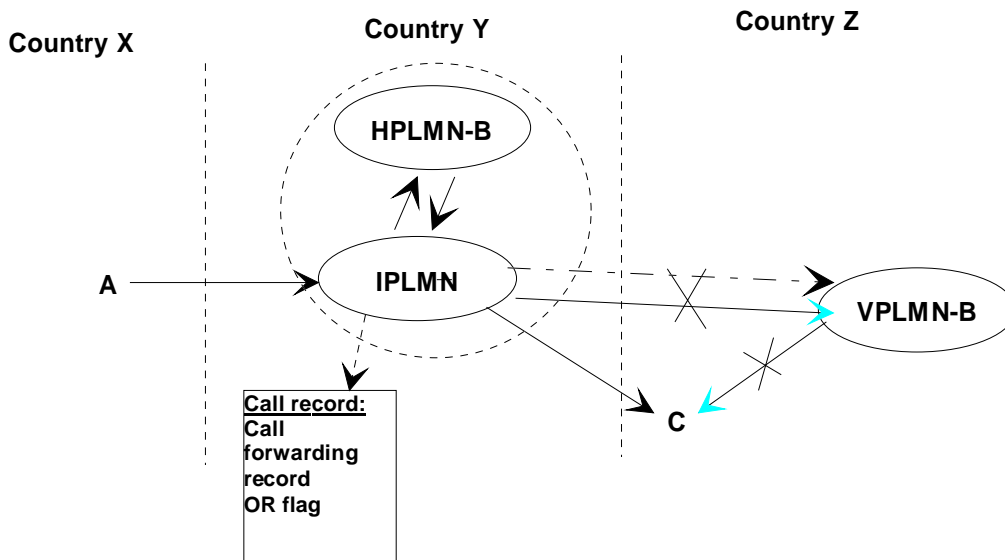 Country X
Country Y
Country Z
HPLMN-B
A
IPLMN
VPLMN-B
C
Call record:
Call
forwarding
record
OR flag